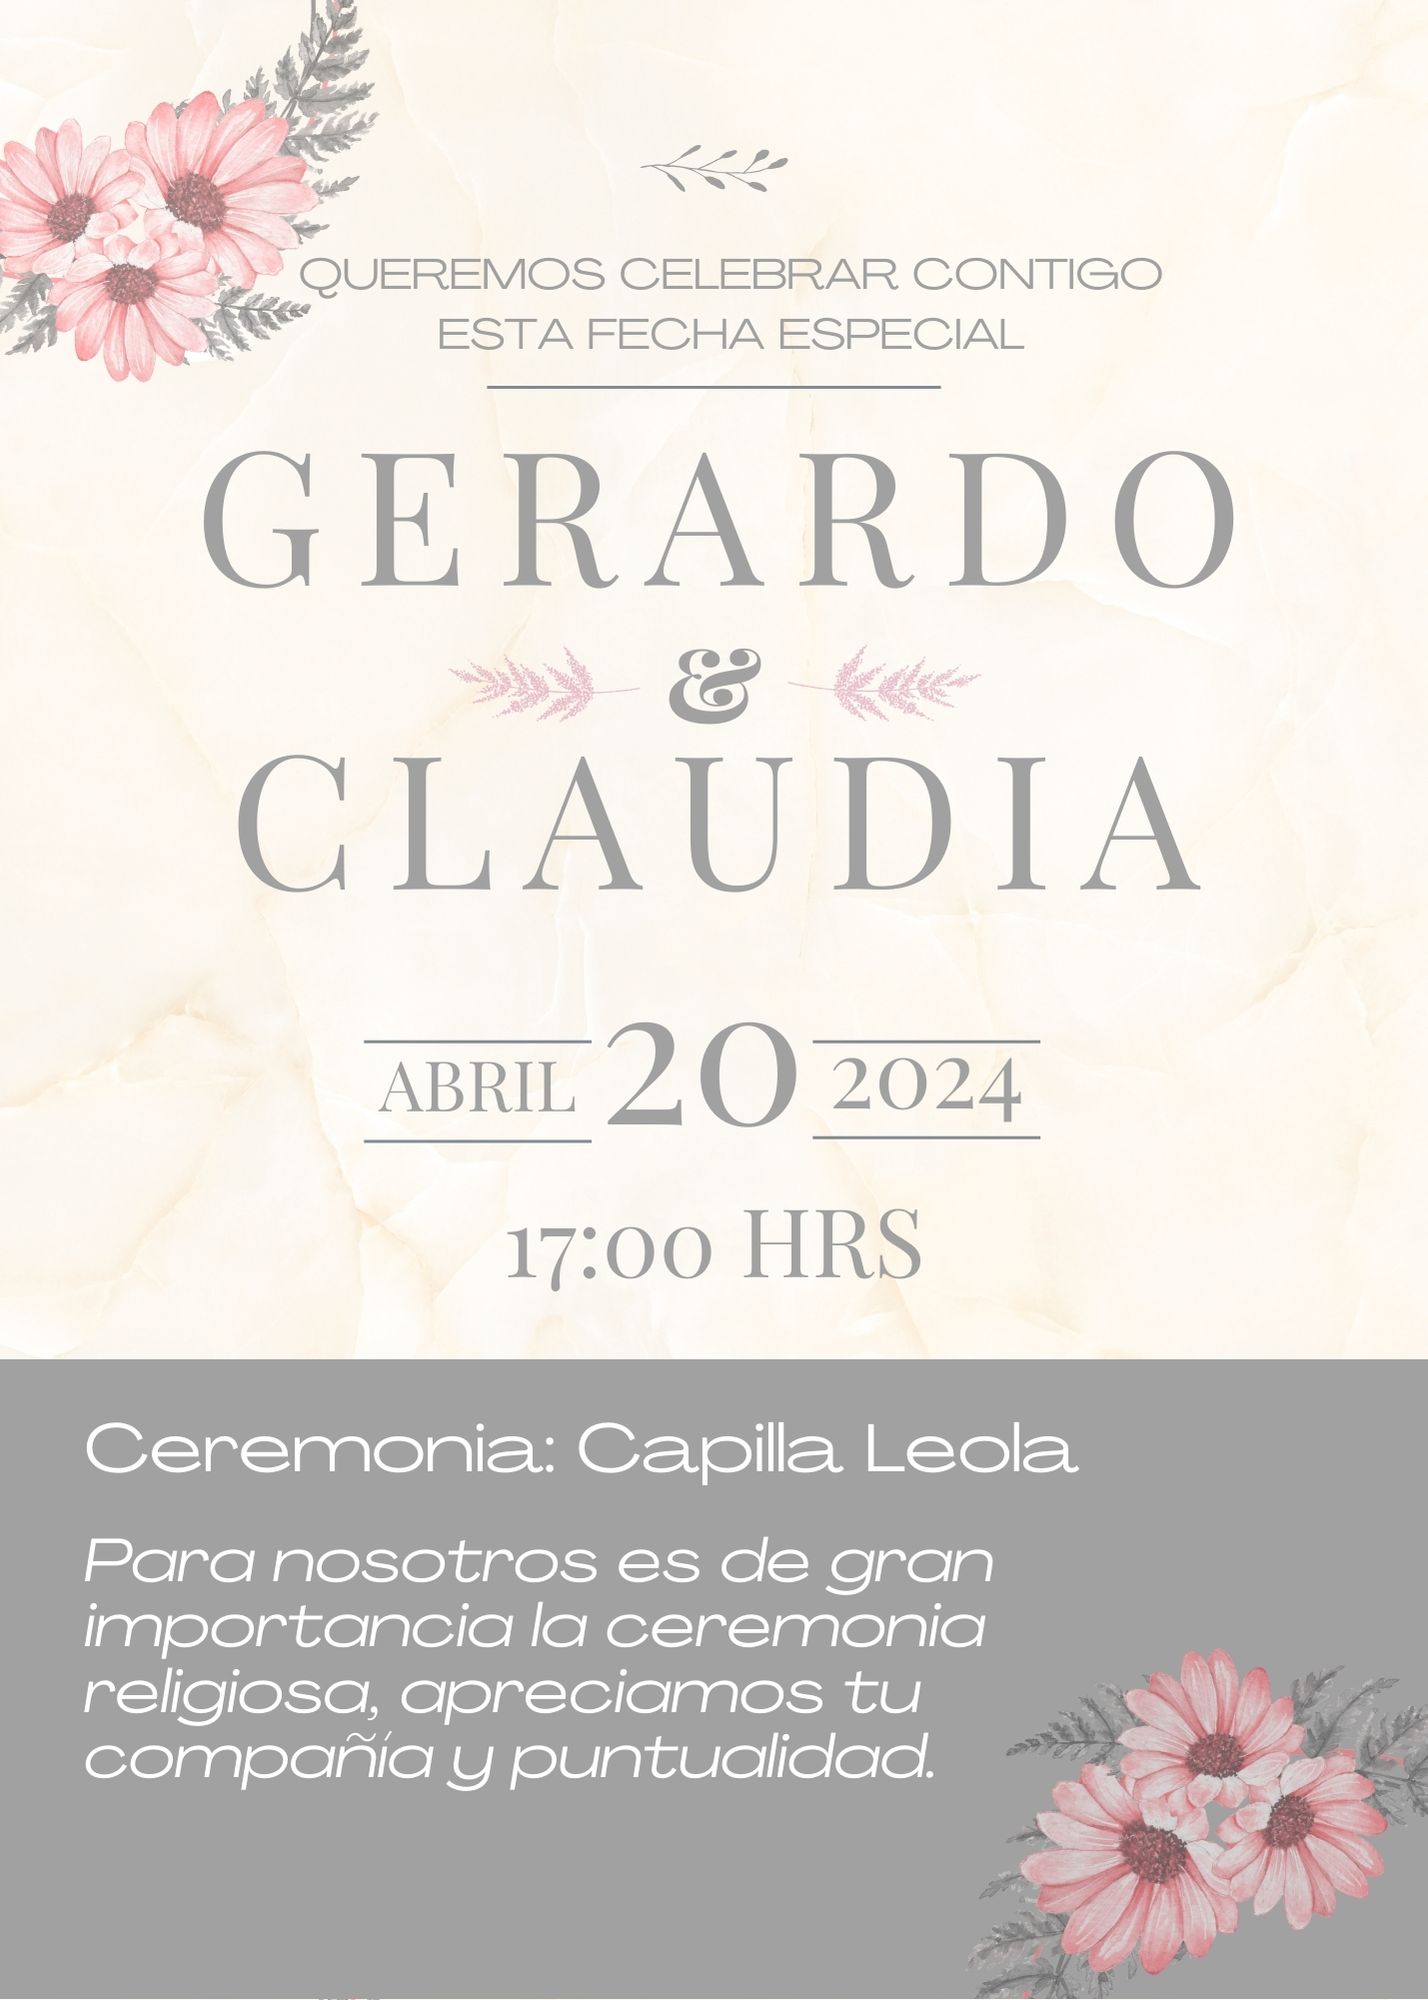 QUEREMOS CELEBRAR CONTIGO
ESTA FECHA ESPECIAL
GERARDO
&
CLAUDIA
ABRIL 20 2024
17:00 HRS
Ceremonia: Capilla Leola
Para nosotros es de gran
importancia la ceremonia
religiosa, apreciamos tu
compañía y puntualidad.